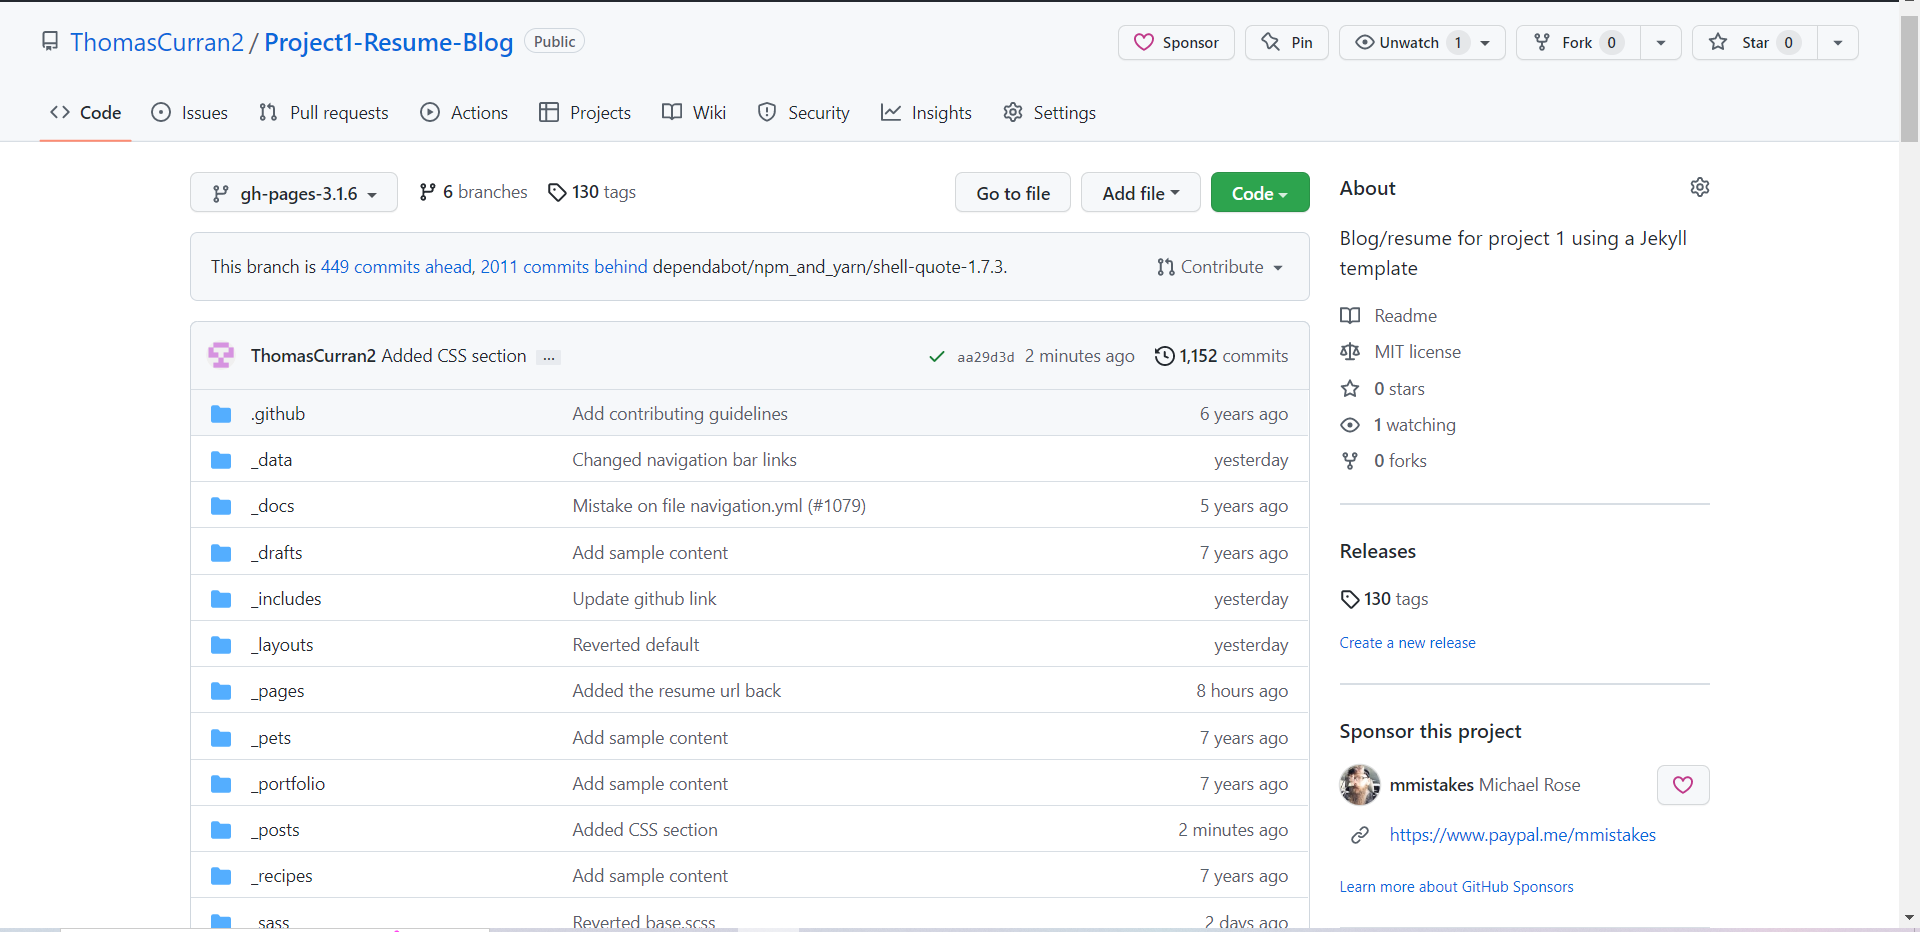 ThomasCurran2 / Project1-Resume-Blog Public
Sponsor Pin Unwatch 1 Fork 0 Star 0
<> Code Issues Pull requests Actions Projects Wiki Security Insights Settings
gh-pages-3.1.6 6 branches 130 tags Go to file Add file Code
This branch is 449 commits ahead, 2011 commits behind dependabot/npm_and_yarn/shell-quote-1.7.3. Contribute
ThomasCurran2 Added CSS section ... aa29d3d 2 minutes ago 1,152 commits
.github Add contributing guidelines 6 years ago
_data Changed navigation bar links yesterday
_docs Mistake on file navigation.yml (#1079) 5 years ago
_drafts Add sample content 7 years ago
_includes Update github link yesterday
_layouts Reverted default yesterday
_pages Added the resume url back 8 hours ago
_pets Add sample content 7 years ago
_portfolio Add sample content 7 years ago
_posts Added CSS section 2 minutes ago
_recipes Add sample content 7 years ago
_sass Reverted base.scss 2 days ago
About
Blog/resume for project 1 using a Jekyll
template
Readme
MIT license
0 stars
1 watching
0 forks
Releases
130 tags
Create a new release
Sponsor this project
mmistakes Michael Rose
https://www.paypal.me/mmistakes
Learn more about GitHub Sponsors